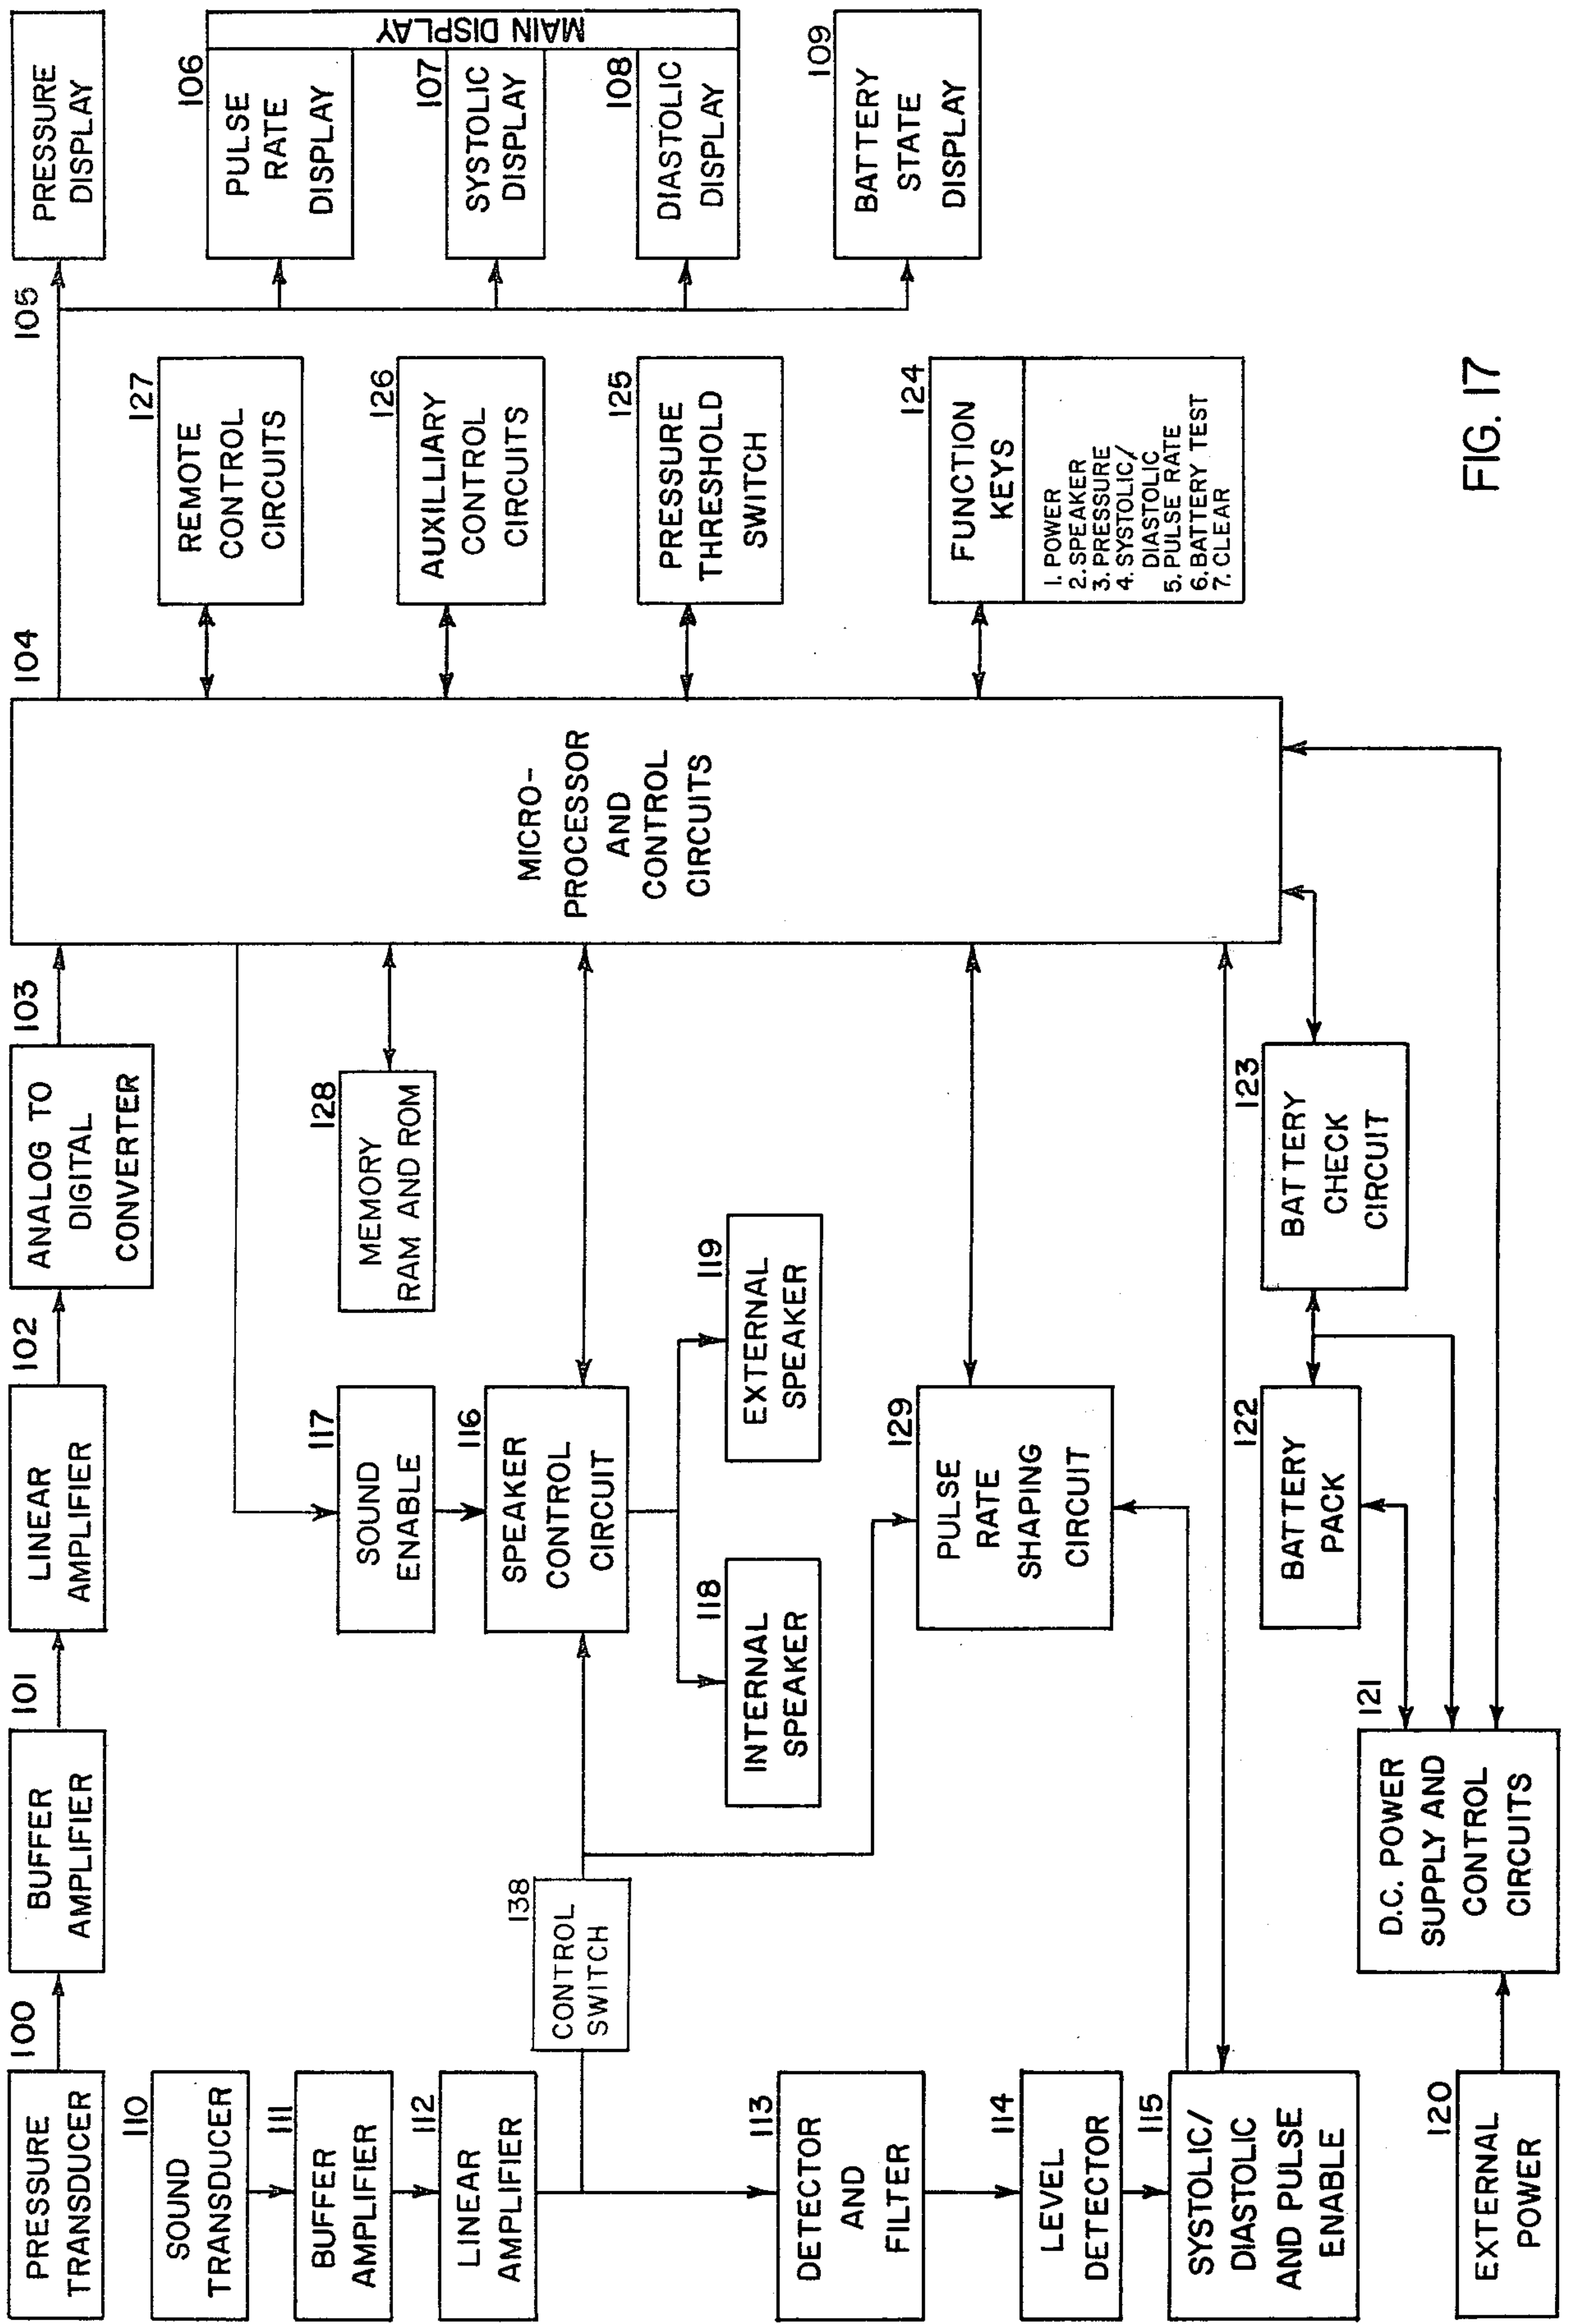 PRESSURE
TRANSDUCER
100
BUFFER
AMPLIFIER
101
LINEAR
AMPLIFIER
102
ANALOG TO
DIGITAL
CONVERTER
103
104
105
PRESSURE
DISPLAY
110
SOUND
TRANSDUCER
111
BUFFER
AMPLIFIER
112
LINEAR
AMPLIFIER
138
CONTROL
SWITCH
113
DETECTOR
AND
FILTER
114
LEVEL
DETECTOR
115
SYSTOLIC/
DIASTOLIC
AND PULSE
ENABLE
120
EXTERNAL
POWER
117
SOUND
ENABLE
116
SPEAKER
CONTROL
CIRCUIT
118
INTERNAL
SPEAKER
119
EXTERNAL
SPEAKER
128
MEMORY
RAM AND ROM
129
PULSE
RATE
SHAPING
CIRCUIT
121
D.C. POWER
SUPPLY AND
CONTROL
CIRCUITS
122
BATTERY
PACK
123
BATTERY
CHECK
CIRCUIT
MICRO-
PROCESSOR
AND
CONTROL
CIRCUITS
127
REMOTE
CONTROL
CIRCUITS
126
AUXILLIARY
CONTROL
CIRCUITS
125
PRESSURE
THRESHOLD
SWITCH
124
FUNCTION
KEYS
1. POWER
2. SPEAKER
3. PRESSURE
4. SYSTOLIC/
DIASTOLIC
5. PULSE RATE
6. BATTERY TEST
7. CLEAR
106
PULSE
RATE
DISPLAY
107
SYSTOLIC
DISPLAY
108
DIASTOLIC
DISPLAY
MAIN DISPLAY
109
BATTERY
STATE
DISPLAY
FIG. 17